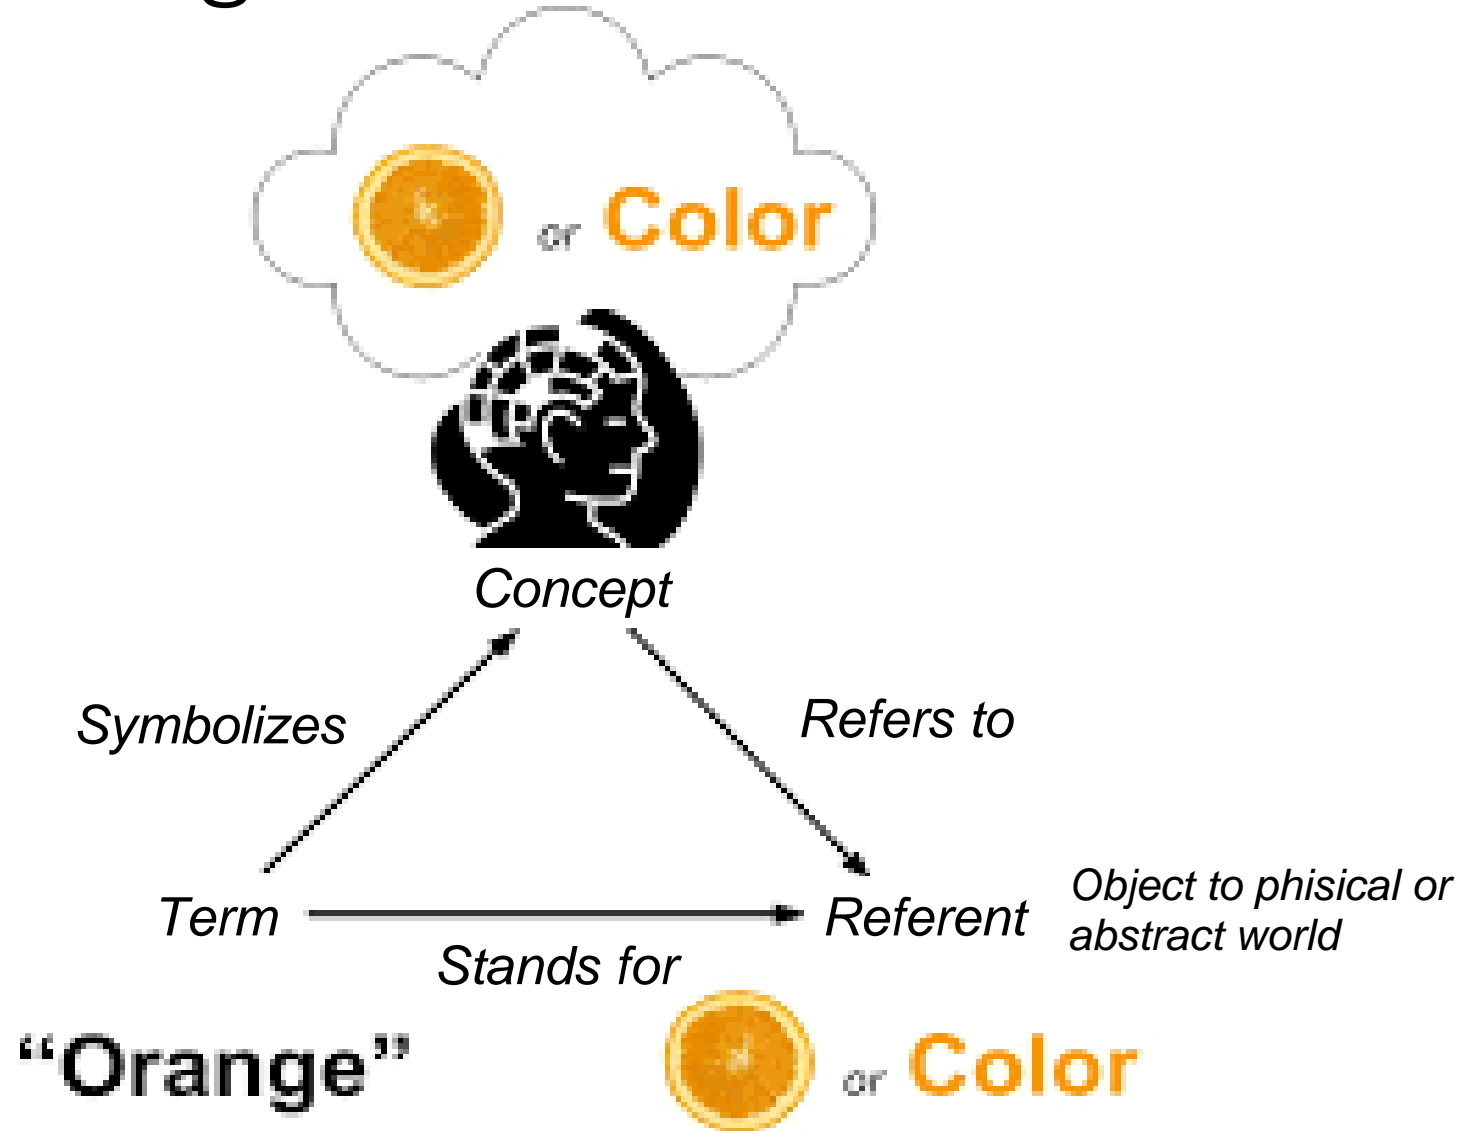 or Color
Concept
Symbolizes
Refers to
Term
Referent
Object to phisical or
abstract world
Stands for
“Orange”
or Color